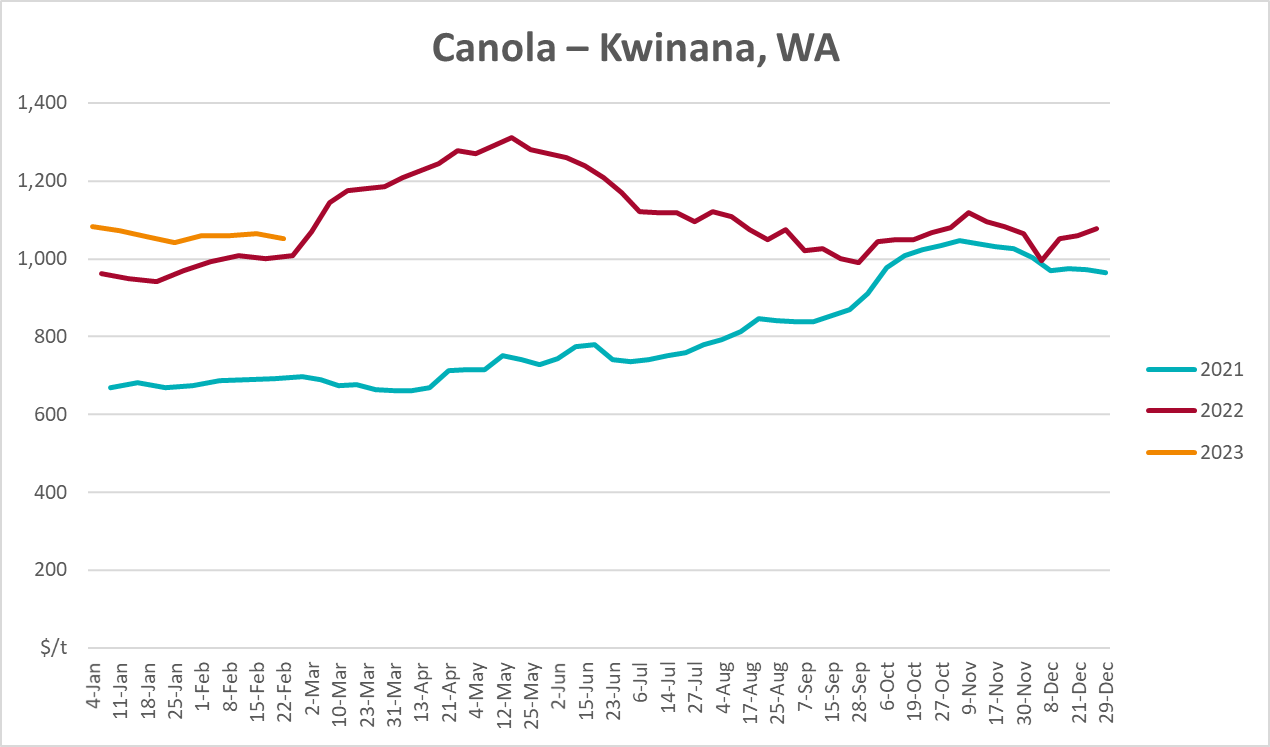 Canola – Kwinana, WA
1,400
1,200
1,000
800
600
400
200
$/t
4-Jan
11-Jan
18-Jan
25-Jan
1-Feb
8-Feb
15-Feb
22-Feb
2-Mar
10-Mar
23-Mar
31-Mar
13-Apr
21-Apr
4-May
12-May
25-May
2-Jun
15-Jun
23-Jun
6-Jul
14-Jul
27-Jul
4-Aug
17-Aug
25-Aug
7-Sep
15-Sep
28-Sep
6-Oct
19-Oct
27-Oct
9-Nov
17-Nov
30-Nov
8-Dec
21-Dec
29-Dec
2021
2022
2023